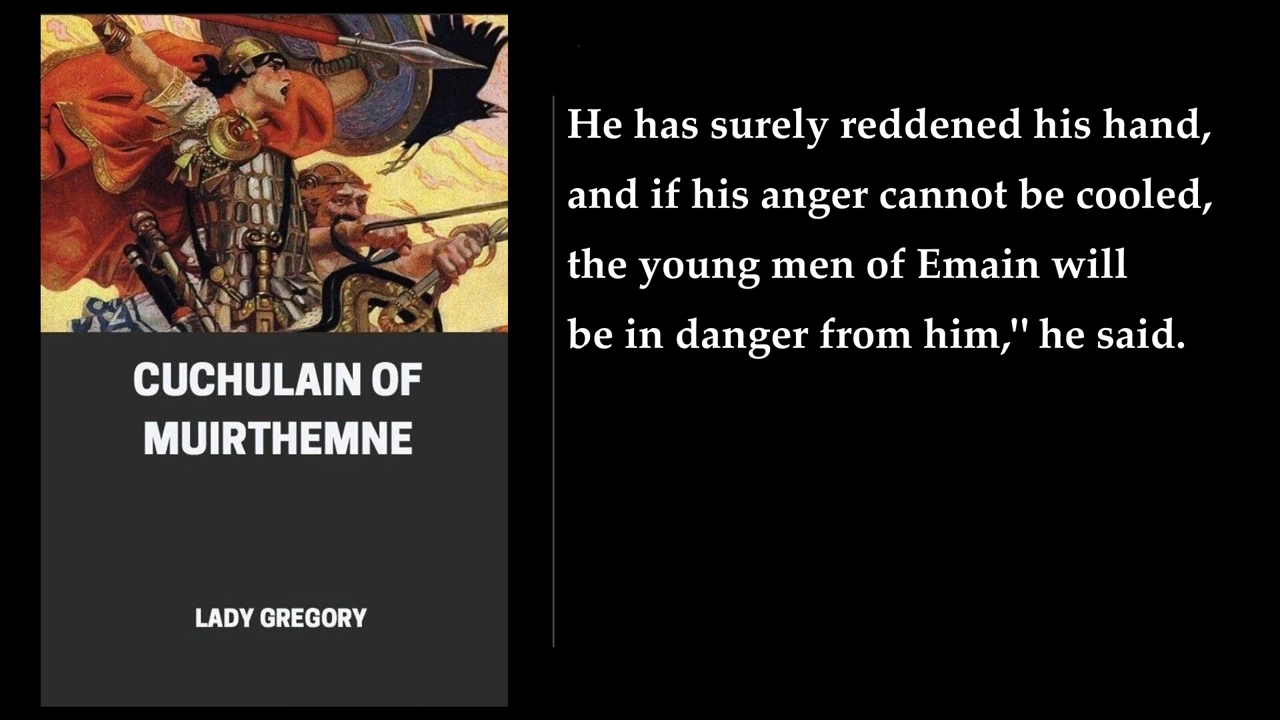 CUCHULAIN OF
MUIRTHEMNE
LADY GREGORY
He has surely reddened his hand,
and if his anger cannot be cooled,
the young men of Emain will
be in danger from him," he said.